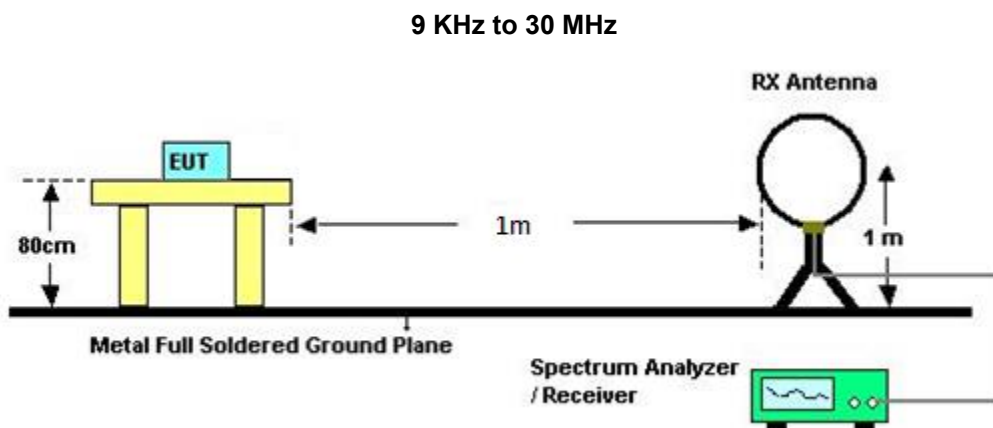 9 KHz to 30 MHz
RX Antenna
EUT
80cm
1m
1 m
Metal Full Soldered Ground Plane
Spectrum Analyzer
/ Receiver